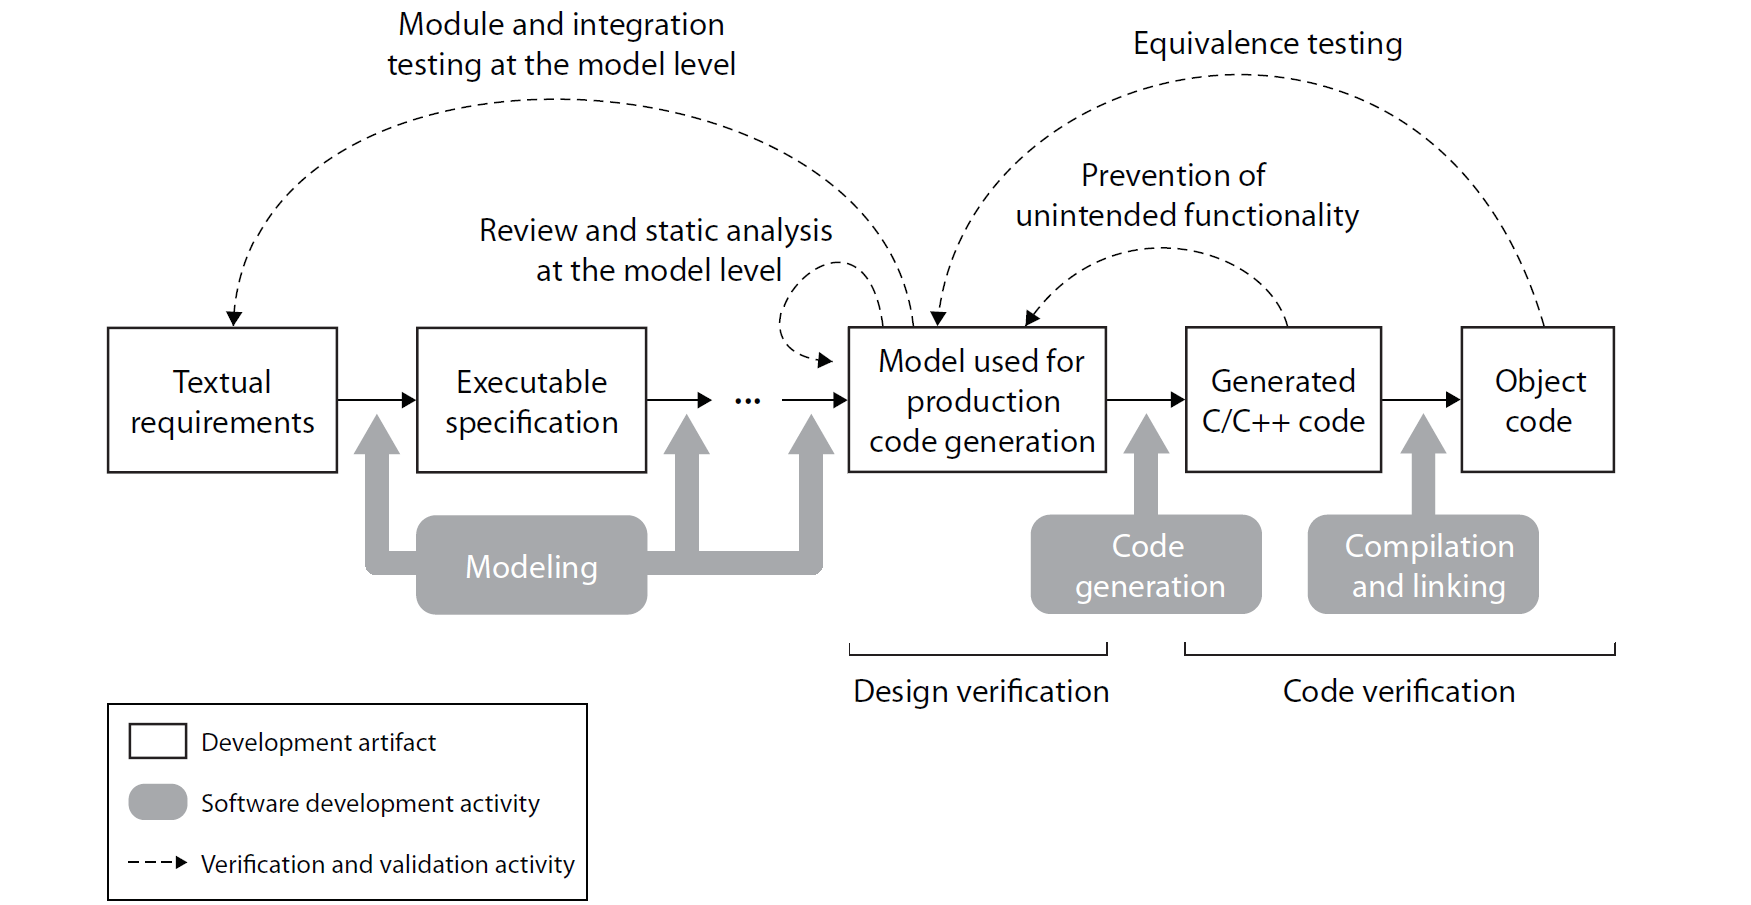 Module and integration
testing at the model level
Equivalence testing
Prevention of
unintended functionality
Review and static analysis
at the model level
Textual
requirements
Executable
specification
...
Model used for
production
code generation
Generated
C/C++ code
Object
code
Modeling
Code
generation
Compilation
and linking
Design verification
Code verification
Development artifact
Software development activity
Verification and validation activity